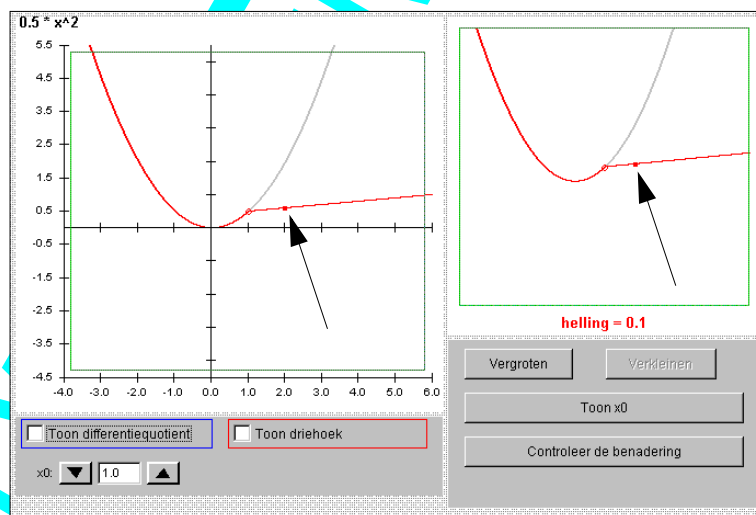 0.5 * x^2
5.5
4.5
3.5
2.5
1.5
0.5
-0.5
-1.5
-2.5
-3.5
-4.5
-4.0 -3.0 -2.0 -1.0 0.0 1.0 2.0 3.0 4.0 5.0 6.0
helling = 0.1
Vergroten Verkleinen
Toon x0
Controleer de benadering
Toon differentiequotient Toon driehoek
x0: 1.0